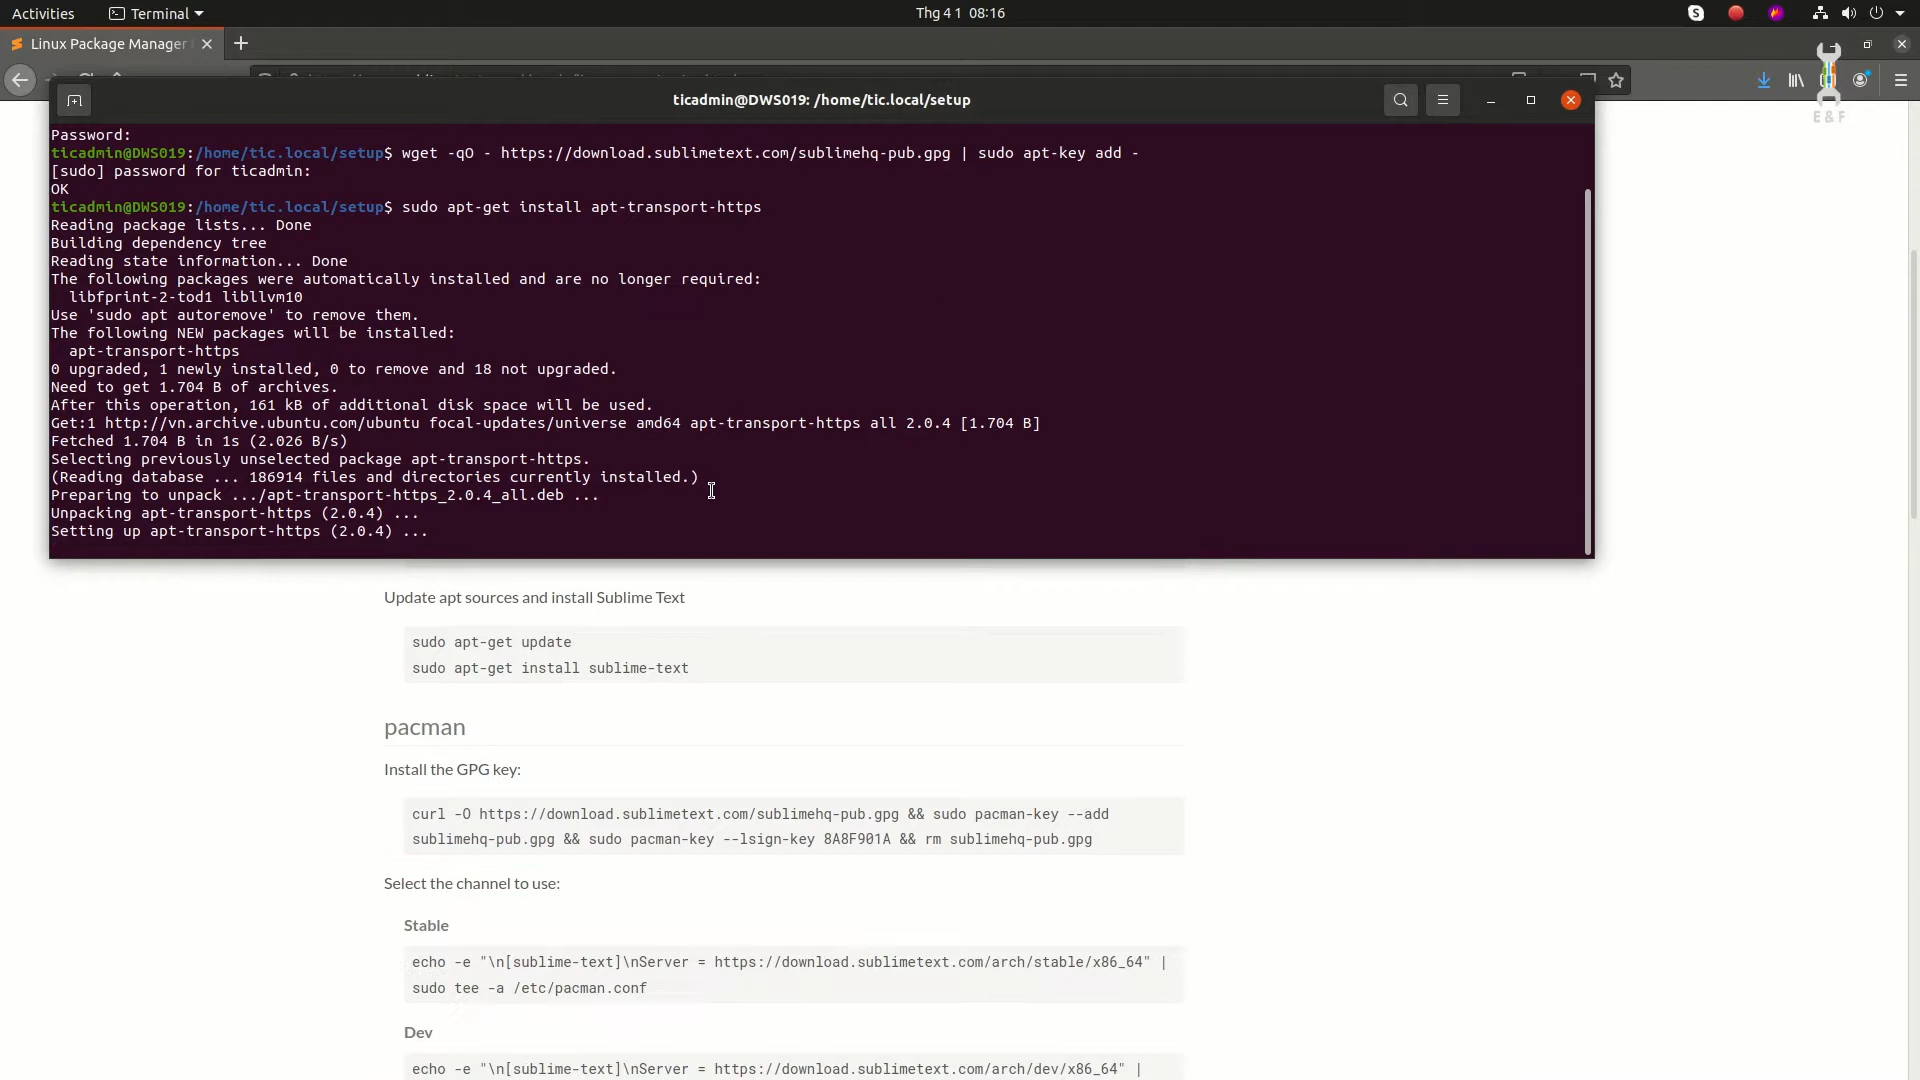 Activities
Terminal
Thg 4 1 08:16
Linux Package Manager
E & F
ticadmin@DWS019: /home/tic.local/setup
Password:
ticadmin@DWS019:/home/tic.local/setup$ wget -qO - https://download.sublimetext.com/sublimehq-pub.gpg | sudo apt-key add -
[sudo] password for ticadmin:
OK
ticadmin@DWS019:/home/tic.local/setup$ sudo apt-get install apt-transport-https
Reading package lists... Done
Building dependency tree
Reading state information... Done
The following packages were automatically installed and are no longer required:
libfprint-2-tod1 libllvm10
Use 'sudo apt autoremove' to remove them.
The following NEW packages will be installed:
apt-transport-https
0 upgraded, 1 newly installed, 0 to remove and 18 not upgraded.
Need to get 1.704 B of archives.
After this operation, 161 kB of additional disk space will be used.
Get:1 http://vn.archive.ubuntu.com/ubuntu focal-updates/universe amd64 apt-transport-https all 2.0.4 [1.704 B]
Fetched 1.704 B in 1s (2.026 B/s)
Selecting previously unselected package apt-transport-https.
(Reading database ... 186914 files and directories currently installed.)
Preparing to unpack .../apt-transport-https_2.0.4_all.deb ...
Unpacking apt-transport-https (2.0.4) ...
Setting up apt-transport-https (2.0.4) ...
Update apt sources and install Sublime Text
sudo apt-get update
sudo apt-get install sublime-text
pacman
Install the GPG key:
curl -O https://download.sublimetext.com/sublimehq-pub.gpg && sudo pacman-key --add
sublimehq-pub.gpg && sudo pacman-key --lsign-key 8A8F901A && rm sublimehq-pub.gpg
Select the channel to use:
Stable
echo -e "\n[sublime-text]\nServer = https://download.sublimetext.com/arch/stable/x86_64" |
sudo tee -a /etc/pacman.conf
Dev
echo -e "\n[sublime-text]\nServer = https://download.sublimetext.com/arch/dev/x86_64" |